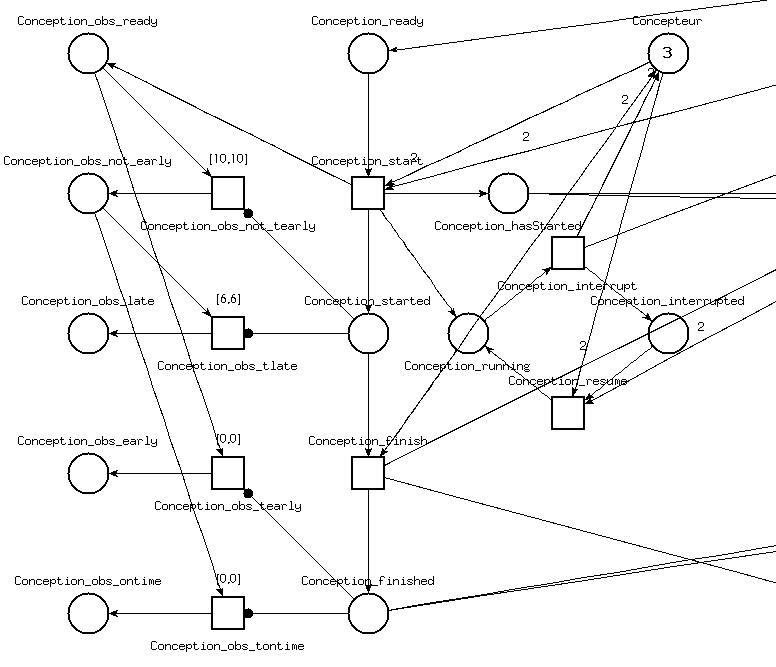 Conception_obs_ready
Conception_ready
Concepteur
3
2
2
2
Conception_obs_not_early
[10,10]
Conception_start
2
Conception_obs_not_tearly
Conception_hasStarted
Conception_interrupt
Conception_obs_late
[6,6]
Conception_started
Conception_interrupted
2
2
Conception_obs_tlate
Conception_running
Conception_resume
Conception_obs_early
[0,0]
Conception_finish
Conception_obs_tearly
Conception_obs_ontime
[0,0]
Conception_finished
Conception_obs_tontime